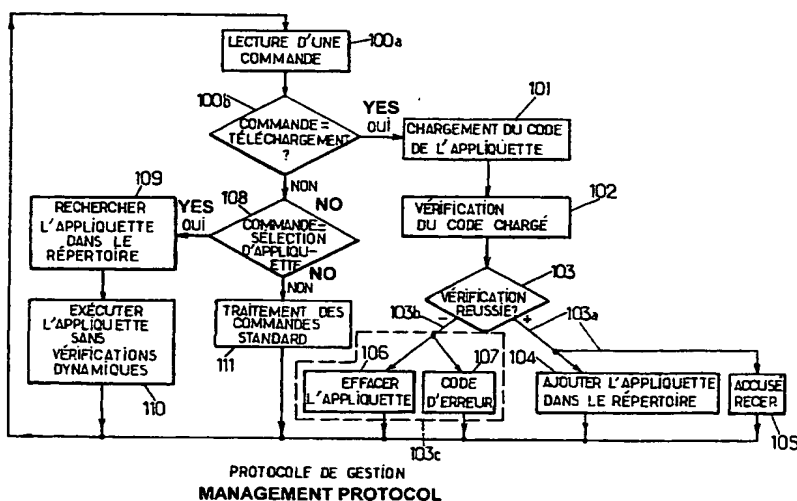 100a
LECTURE D'UNE
COMMANDE
100b
COMMANDE=
TÉLÉCHARGEMENT
?
YES
OUI
101
CHARGEMENT DU CODE
DE L'APPLIQUETTE
NON
NO
102
VÉRIFICATION
DU CODE CHARGÉ
109
RECHERCHER
L'APPLIQUETTE
DANS LE
RÉPERTOIRE
YES
OUI
108
COMMANDE=
SÉLECTION
D'APPLIQU-
ETTE
NO
NON
103
VÉRIFICATION
REUSSIE?
103b
-
+
103a
EXÉCUTER
L'APPLIQUETTE
SANS
VÉRIFICATIONS
DYNAMIQUES
110
TRAITEMENT DES
COMMANDES
STANDARD
111
106
EFFACER
L'APPLIQUETTE
107
CODE
D'ERREUR
104
AJOUTER L'APPLIQUETTE
DANS LE RÉPERTOIRE
ACCUSÉ
RECEP.
105
103c
PROTOCOLE DE GESTION
MANAGEMENT PROTOCOL